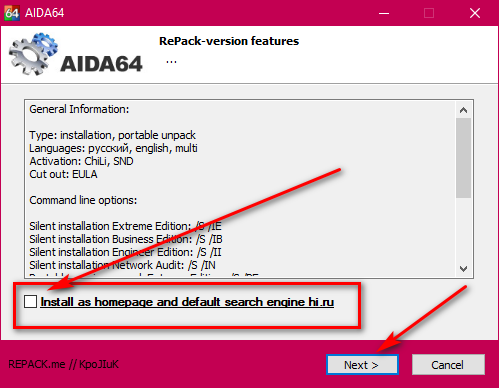 64 AIDA64
AIDA64
RePack-version features
...
General Information:
Type: installation, portable unpack
Languages: русский, english, multi
Activation: ChiLi, SND
Cut out: EULA
Command line options:
Silent installation Extreme Edition: /S /IE
Silent installation Business Edition: /S /IB
Silent installation Engineer Edition: /S /II
Silent installation Network Audit: /S /IN
Install as homepage and default search engine hi.ru
REPACK.me // KpoJIuK
Next >
Cancel